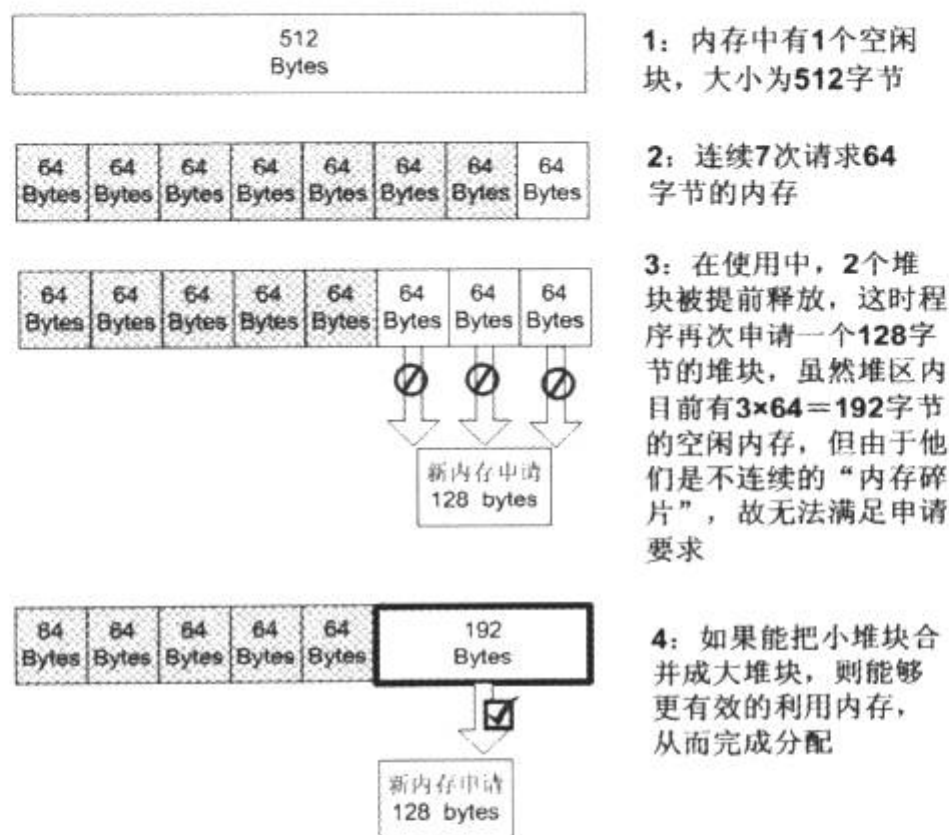 512
Bytes
1：内存中有1个空闲
块，大小为512字节
64 64 64 64 64 64 64 64
Bytes Bytes Bytes Bytes Bytes Bytes Bytes Bytes
2：连续7次请求64
字节的内存
64 64 64 64 64 64 64 64
Bytes Bytes Bytes Bytes Bytes Bytes Bytes Bytes
新内存申请
128 bytes
3：在使用中，2个堆
块被提前释放，这时程
序再次申请一个128字
节的堆块，虽然堆区内
目前有3×64＝192字节
的空闲内存，但由于他
们是不连续的“内存碎
片”，故无法满足申请
要求
64 64 64 64 64 192
Bytes Bytes Bytes Bytes Bytes Bytes
新内存申请
128 bytes
4：如果能把小堆块合
并成大堆块，则能够
更有效的利用内存，
从而完成分配